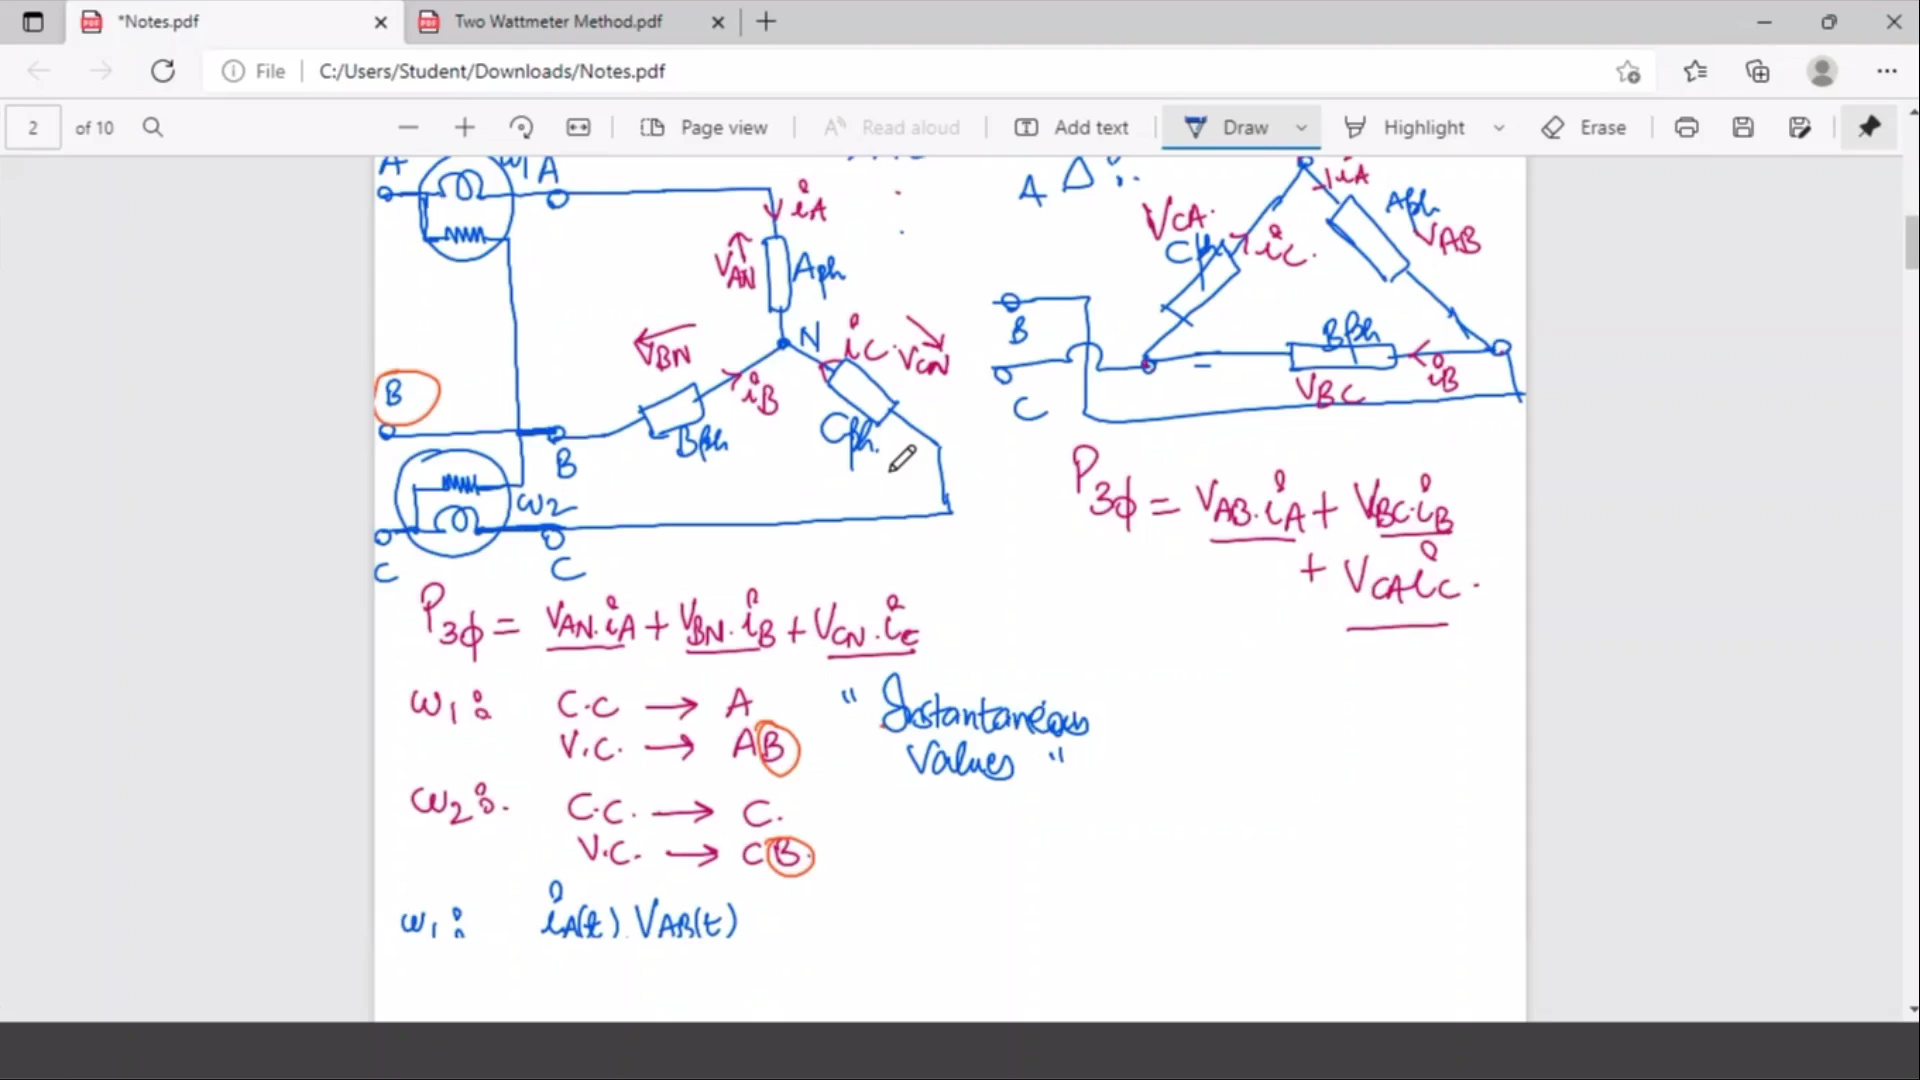 *Notes.pdf
Two Wattmeter Method.pdf
File
C:/Users/Student/Downloads/Notes.pdf
2 of 10
Page view
Read aloud
Add text
Draw
Highlight
Erase
A W1 A
iA
VAN
Aph
N
VBN
iB
iC
VCN
B
B
Bph
Cph.
W2
C
C
A Δ :.
iA
Aph
VAB
VCA.
Cph
iC.
B
C
Bph
VBC
iB
P3ϕ = VAB.iA + VBC.iB
+ VCAiC.
P3ϕ = VAN.iA + VBN.iB + VCN.iC
W1: C.C → A
V.C. → AB
"Instantaneous
Values"
W2:. C.C. → C.
V.C. → CB.
W1: iA(t).VAB(t)